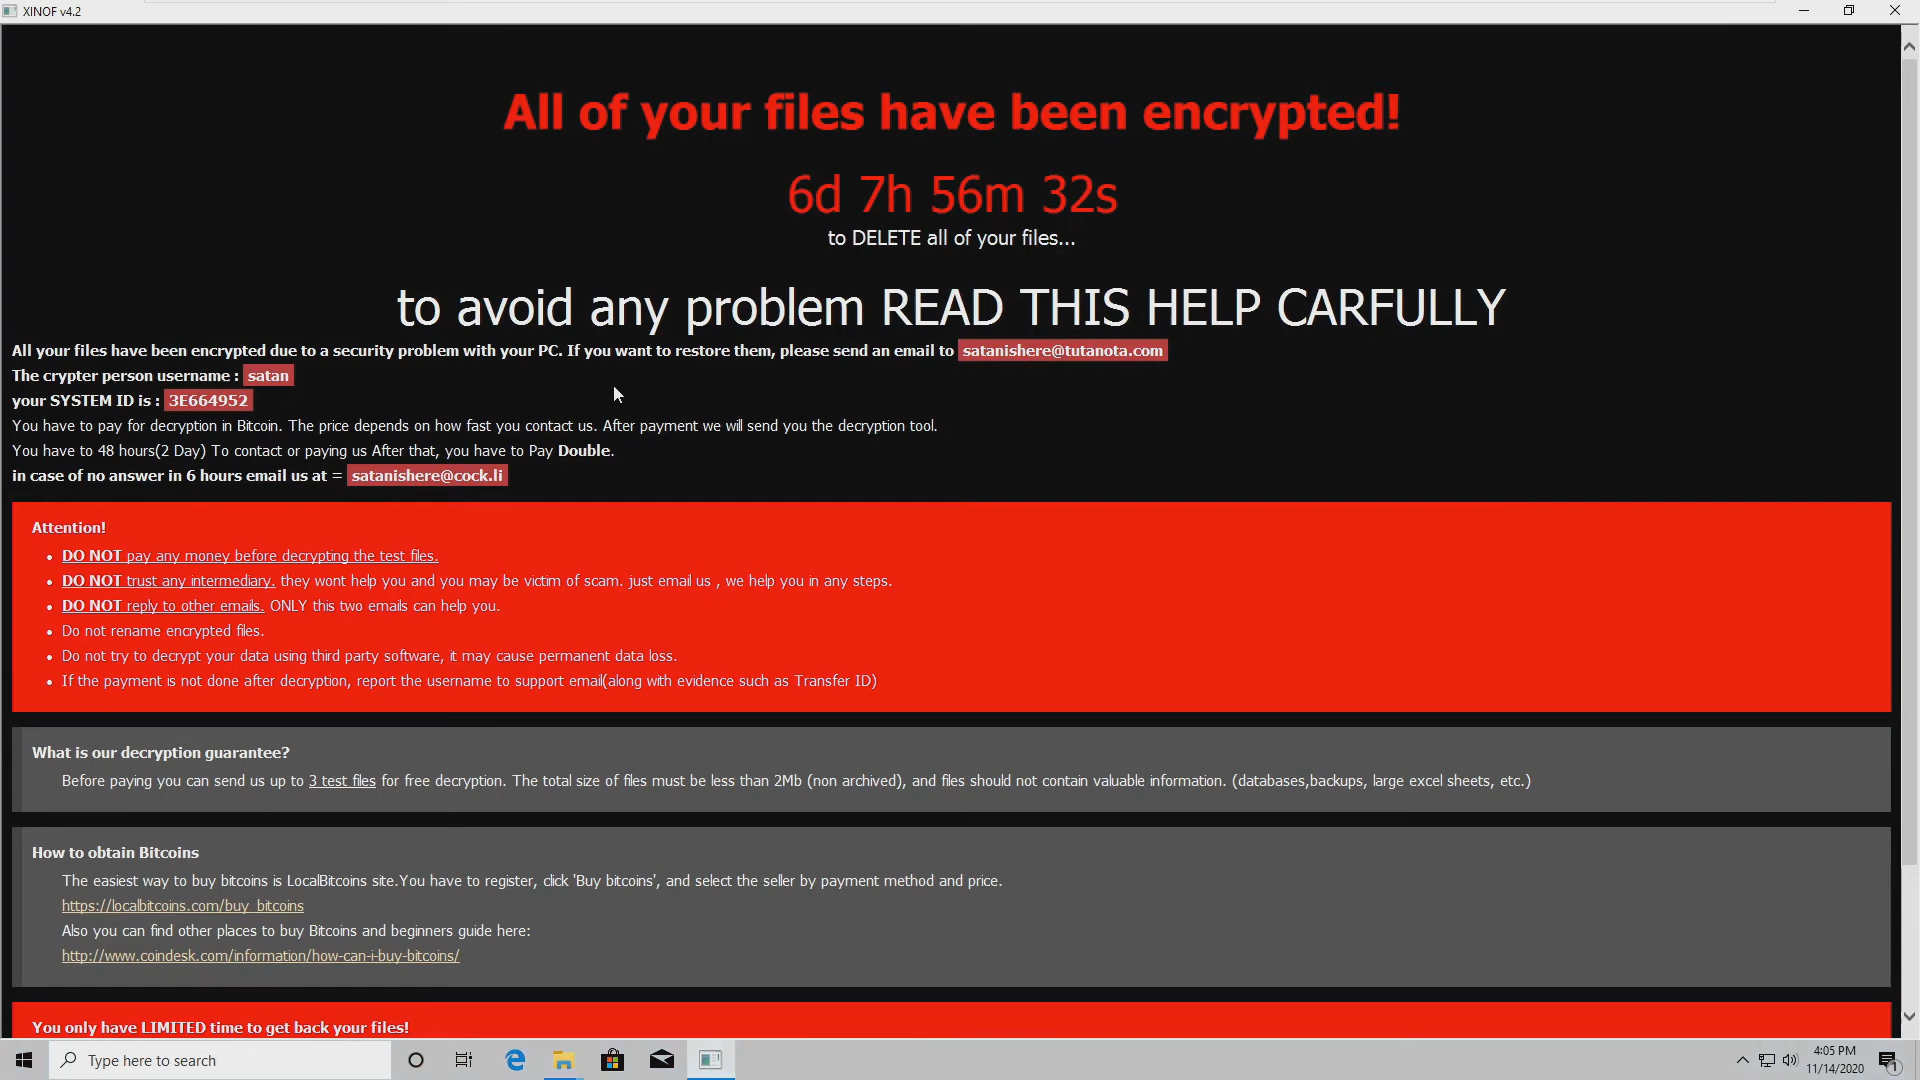 XINOF v4.2
All of your files have been encrypted!
6d 7h 56m 32s
to DELETE all of your files...
to avoid any problem READ THIS HELP CARFULLY
All your files have been encrypted due to a security problem with your PC. If you want to restore them, please send an email to satanishere@tutanota.com
The crypter person username : satan
your SYSTEM ID is : 3E664952
You have to pay for decryption in Bitcoin. The price depends on how fast you contact us. After payment we will send you the decryption tool.
You have to 48 hours(2 Day) To contact or paying us After that, you have to Pay Double.
in case of no answer in 6 hours email us at = satanishere@cock.li
Attention!
DO NOT pay any money before decrypting the test files.
DO NOT trust any intermediary. they wont help you and you may be victim of scam. just email us , we help you in any steps.
DO NOT reply to other emails. ONLY this two emails can help you.
Do not rename encrypted files.
Do not try to decrypt your data using third party software, it may cause permanent data loss.
If the payment is not done after decryption, report the username to support email(along with evidence such as Transfer ID)
What is our decryption guarantee?
Before paying you can send us up to 3 test files for free decryption. The total size of files must be less than 2Mb (non archived), and files should not contain valuable information. (databases,backups, large excel sheets, etc.)
How to obtain Bitcoins
The easiest way to buy bitcoins is LocalBitcoins site.You have to register, click 'Buy bitcoins', and select the seller by payment method and price.
https://localbitcoins.com/buy_bitcoins
Also you can find other places to buy Bitcoins and beginners guide here:
http://www.coindesk.com/information/how-can-i-buy-bitcoins/
You only have LIMITED time to get back your files!
Type here to search
4:05 PM
11/14/2020
1